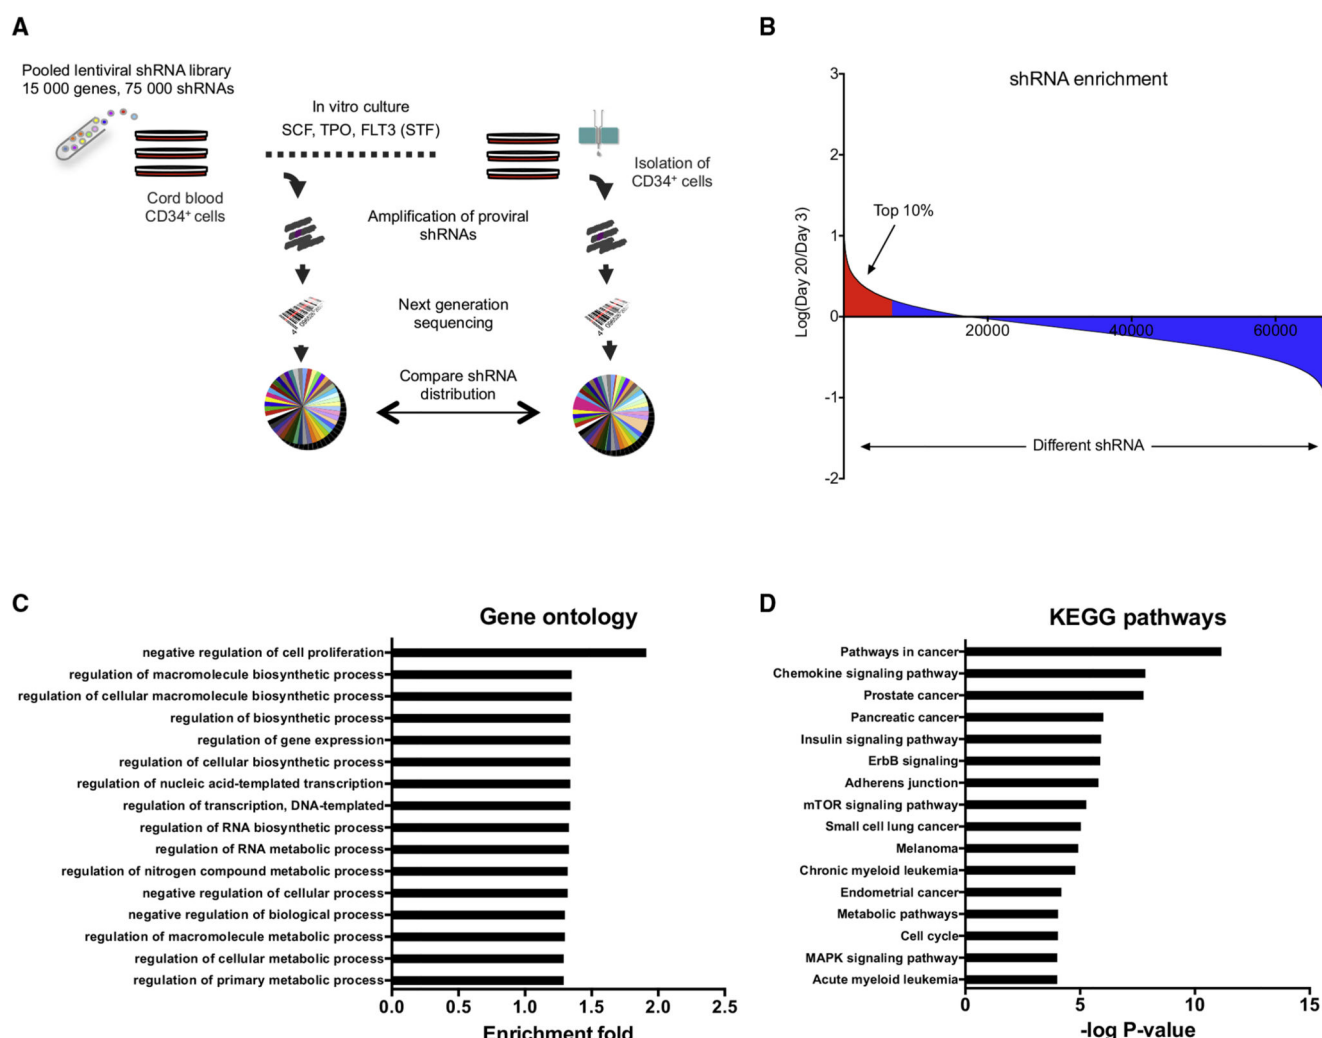 A
Pooled lentiviral shRNA library
15 000 genes, 75 000 shRNAs
Cord blood
CD34+ cells
In vitro culture
SCF, TPO, FLT3 (STF)
Isolation of
CD34+ cells
Amplification of proviral
shRNAs
Next generation
sequencing
Compare shRNA
distribution
B
shRNA enrichment
Log(Day 20/Day 3)
3
2
1
0
-1
-2
Top 10%
20000
40000
60000
Different shRNA
C
Gene ontology
negative regulation of cell proliferation
regulation of macromolecule biosynthetic process
regulation of cellular macromolecule biosynthetic process
regulation of biosynthetic process
regulation of gene expression
regulation of cellular biosynthetic process
regulation of nucleic acid-templated transcription
regulation of transcription, DNA-templated
regulation of RNA biosynthetic process
regulation of RNA metabolic process
regulation of nitrogen compound metabolic process
negative regulation of cellular process
negative regulation of biological process
regulation of macromolecule metabolic process
regulation of cellular metabolic process
regulation of primary metabolic process
0.0 0.5 1.0 1.5 2.0 2.5
Enrichment fold
D
KEGG pathways
Pathways in cancer
Chemokine signaling pathway
Prostate cancer
Pancreatic cancer
Insulin signaling pathway
ErbB signaling
Adherens junction
mTOR signaling pathway
Small cell lung cancer
Melanoma
Chronic myeloid leukemia
Endometrial cancer
Metabolic pathways
Cell cycle
MAPK signaling pathway
Acute myeloid leukemia
0 5 10 15
-log P-value